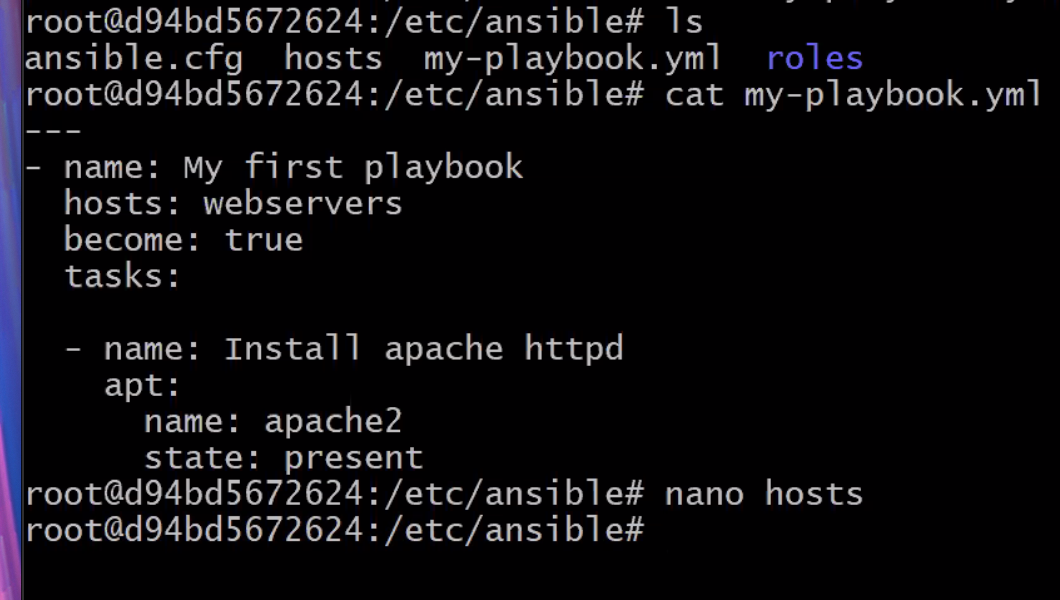 root@d94bd5672624:/etc/ansible# ls
ansible.cfg  hosts  my-playbook.yml  roles
root@d94bd5672624:/etc/ansible# cat my-playbook.yml
---
- name: My first playbook
  hosts: webservers
  become: true
  tasks:

  - name: Install apache httpd
    apt:
      name: apache2
      state: present
root@d94bd5672624:/etc/ansible# nano hosts
root@d94bd5672624:/etc/ansible#